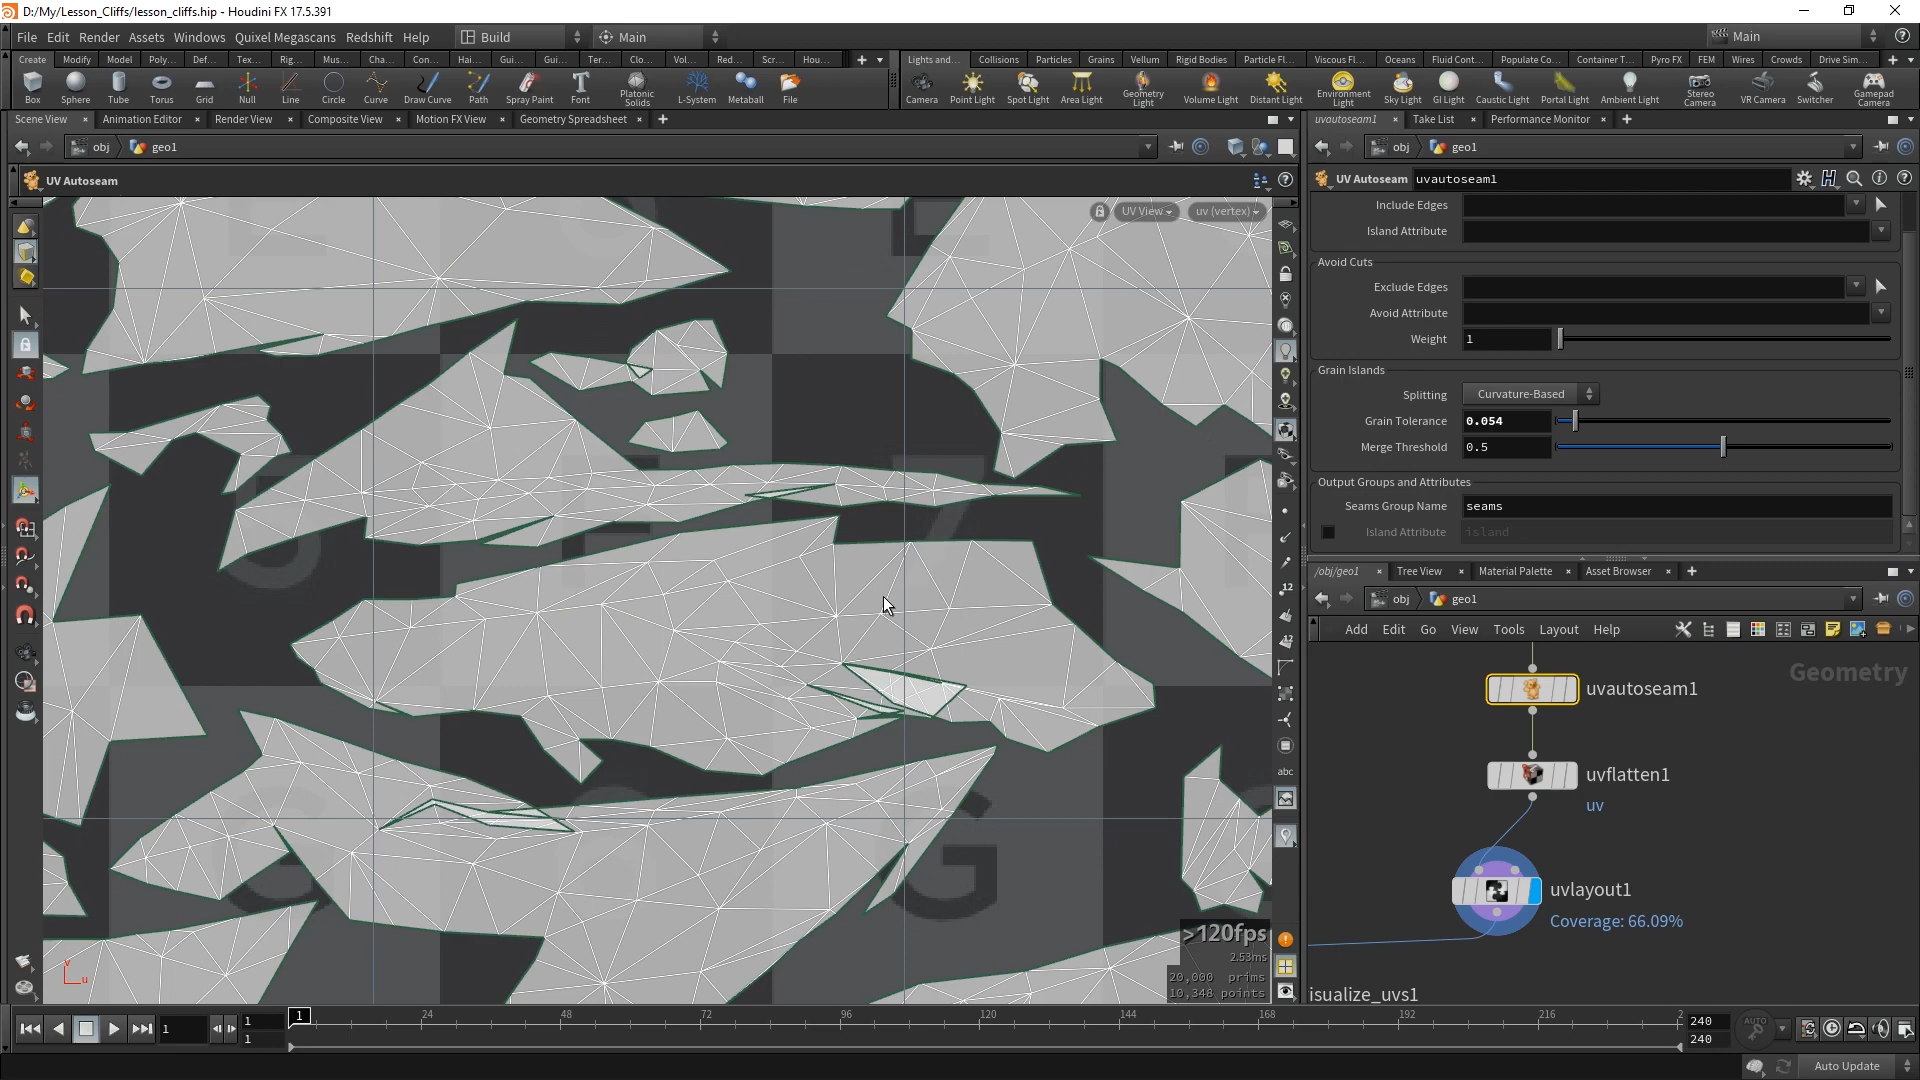 D:/My/Lesson_Cliffs/lesson_cliffs.hip - Houdini FX 17.5.391
File Edit Render Assets Windows Quixel Megascans Redshift Help Build Main Main
Create Modify Model Poly... Def... Tex... Rig... Mus... Cha... Con... Hai... Gui... Gui... Ter... Clo... Vol... Red... Scr... Hou...
Lights and... Collisions Particles Grains Vellum Rigid Bodies Particle Fl... Viscous Fl... Oceans Fluid Cont... Populate Co... Container T... Pyro FX FEM Wires Crowds Drive Sim...
Box Sphere Tube Torus Grid Null Line Circle Curve Draw Curve Path Spray Paint Font Platonic Solids L-System Metaball File
Camera Point Light Spot Light Area Light Geometry Light Volume Light Distant Light Environment Light Sky Light GI Light Caustic Light Portal Light Ambient Light Stereo Camera VR Camera Switcher Gamepad Camera
Scene View Animation Editor Render View Composite View Motion FX View Geometry Spreadsheet
obj geo1
UV Autoseam
UV View uv (vertex)
7
G
12
12
abc
>120fps
2.53ms
20,000 prims
10,348 points
v
u
uvautoseam1 Take List Performance Monitor
obj geo1
UV Autoseam uvautoseam1
Include Edges
Island Attribute
Avoid Cuts
Exclude Edges
Avoid Attribute
Weight 1
Grain Islands
Splitting Curvature-Based
Grain Tolerance 0.054
Merge Threshold 0.5
Output Groups and Attributes
Seams Group Name seams
Island Attribute island
/obj/geo1 Tree View Material Palette Asset Browser
obj geo1
Add Edit Go View Tools Layout Help
Geometry
uvautoseam1
uvflatten1
uv
uvlayout1
Coverage: 66.09%
isualize_uvs1
1 1 1 24 48 72 96 120 144 168 192 216 2 240
1 240
AUTO
Auto Update